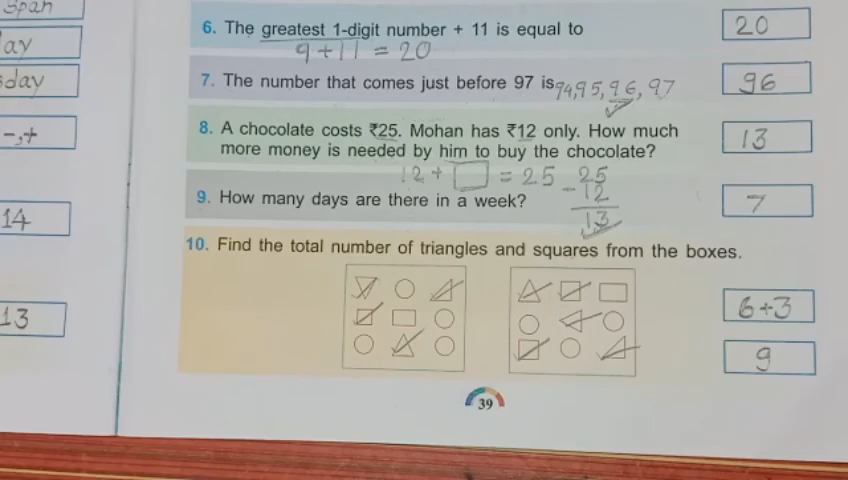 Span
ay
sday
-,+
14
13
6. The greatest 1-digit number + 11 is equal to
20
9+11 = 20
7. The number that comes just before 97 is 94,95,96,97
96
8. A chocolate costs ₹25. Mohan has ₹12 only. How much
more money is needed by him to buy the chocolate?
13
12+ = 25
25
-12
13
9. How many days are there in a week?
7
10. Find the total number of triangles and squares from the boxes.
6+3
9
39